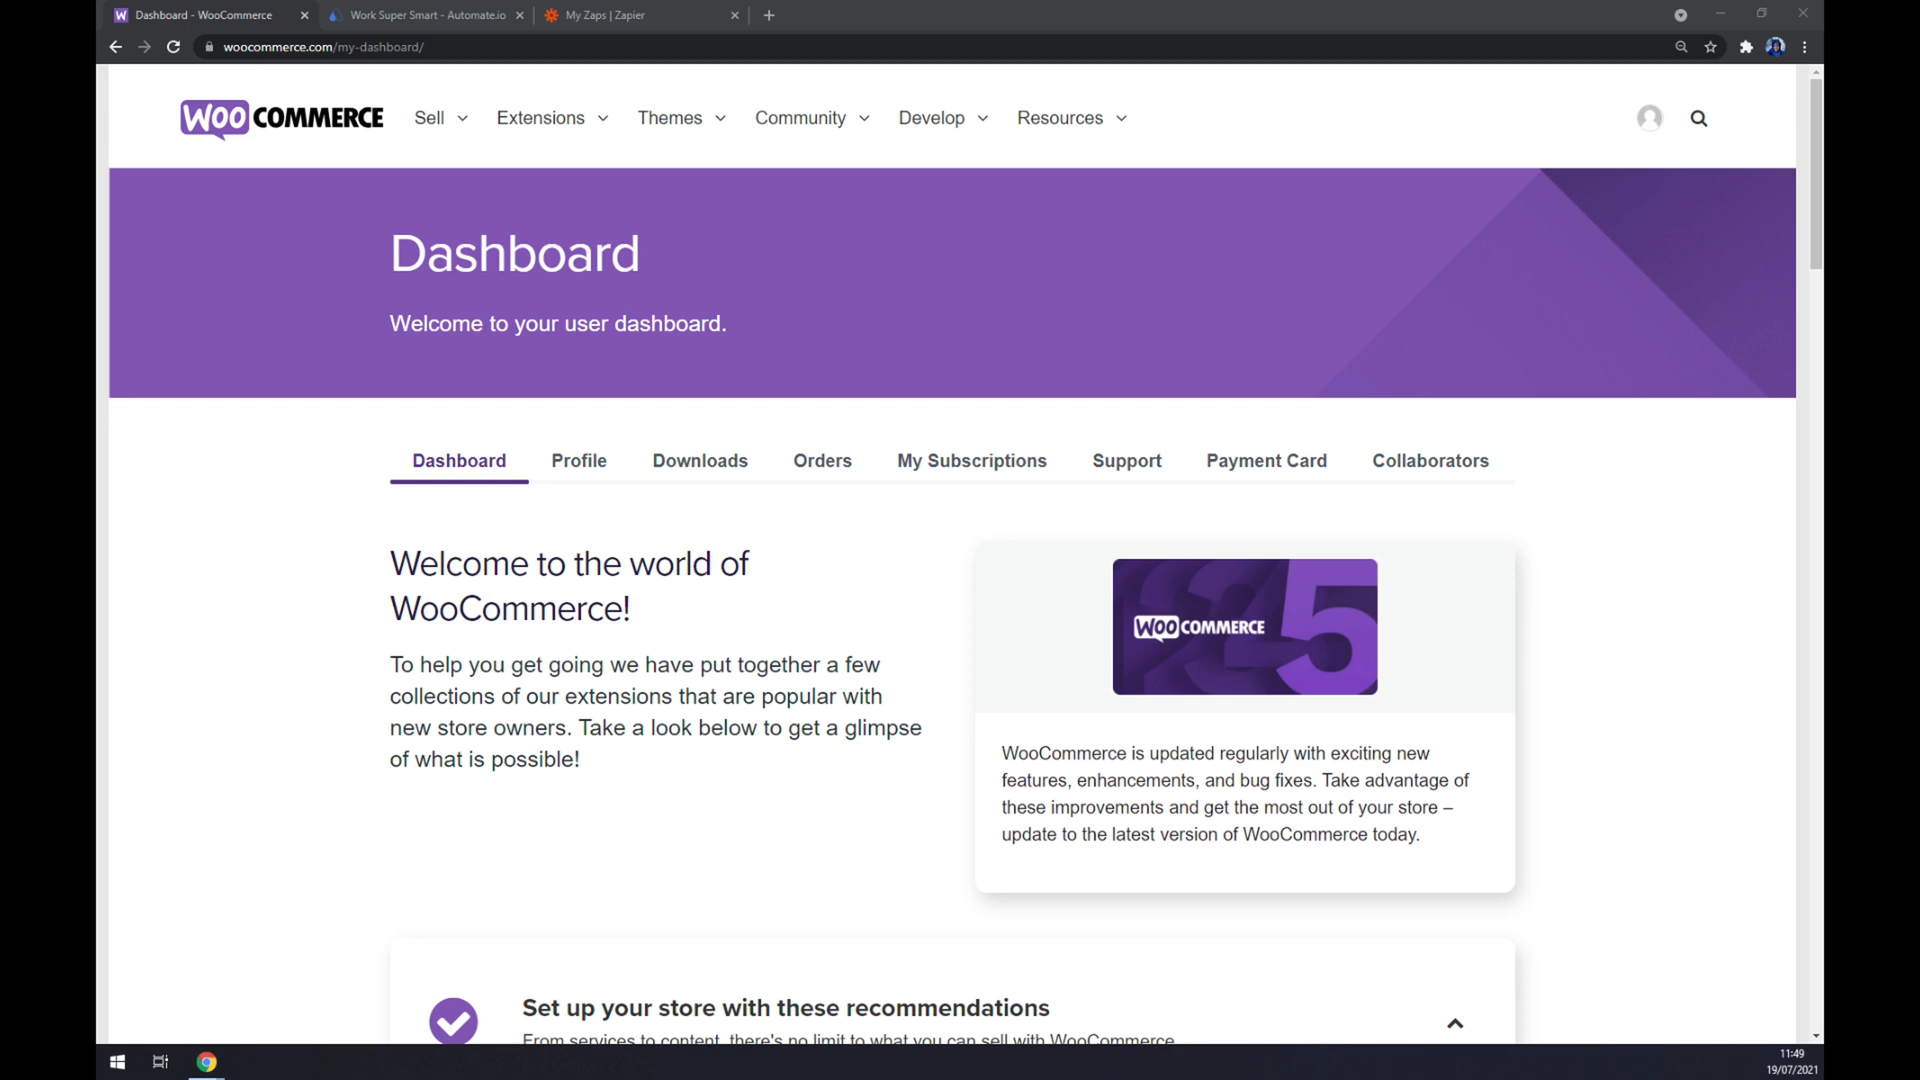 Dashboard - WooCommerce
Work Super Smart - Automate.io
My Zaps | Zapier
woocommerce.com/my-dashboard/
WOO COMMERCE
Sell
Extensions
Themes
Community
Develop
Resources
Dashboard
Welcome to your user dashboard.
Dashboard
Profile
Downloads
Orders
My Subscriptions
Support
Payment Card
Collaborators
Welcome to the world of
WooCommerce!
To help you get going we have put together a few
collections of our extensions that are popular with
new store owners. Take a look below to get a glimpse
of what is possible!
WOO COMMERCE 5
WooCommerce is updated regularly with exciting new
features, enhancements, and bug fixes. Take advantage of
these improvements and get the most out of your store –
update to the latest version of WooCommerce today.
Set up your store with these recommendations
From services to content, there's no limit to what you can sell with WooCommerce
11:49
19/07/2021